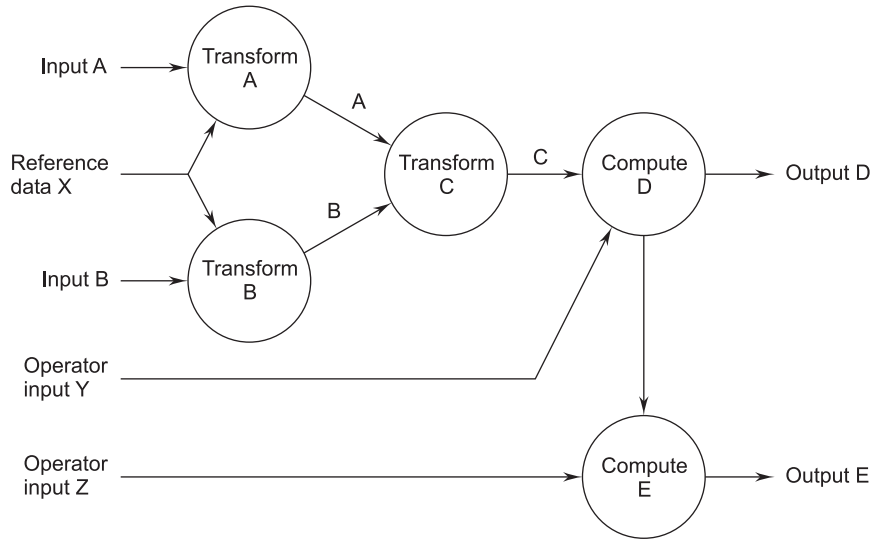 Input A
Transform
A
A
Reference
data X
Transform
C
C
Compute
D
Output D
B
Input B
Transform
B
Operator
input Y
Operator
input Z
Compute
E
Output E